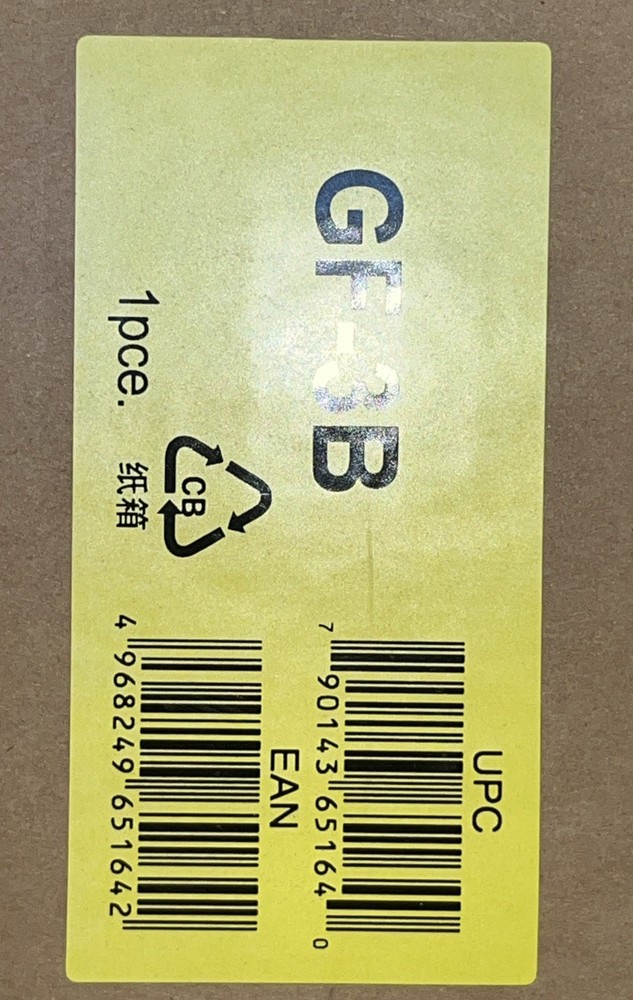 GF-3B
1pce.
CB
纸箱
UPC
7 90143 65164 0
EAN
4 968249 651642